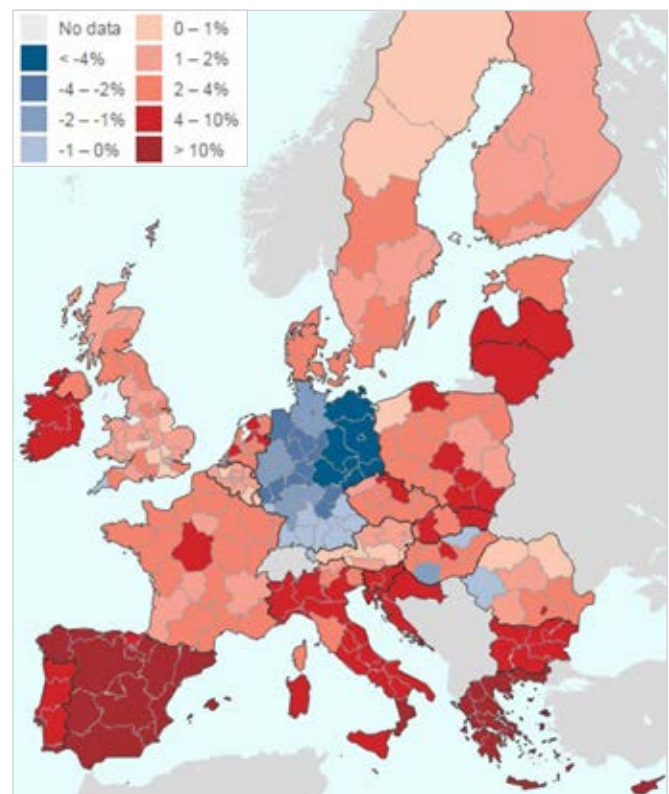 No data
< -4%
-4 – -2%
-2 – -1%
-1 – 0%
0 – 1%
1 – 2%
2 – 4%
4 – 10%
> 10%